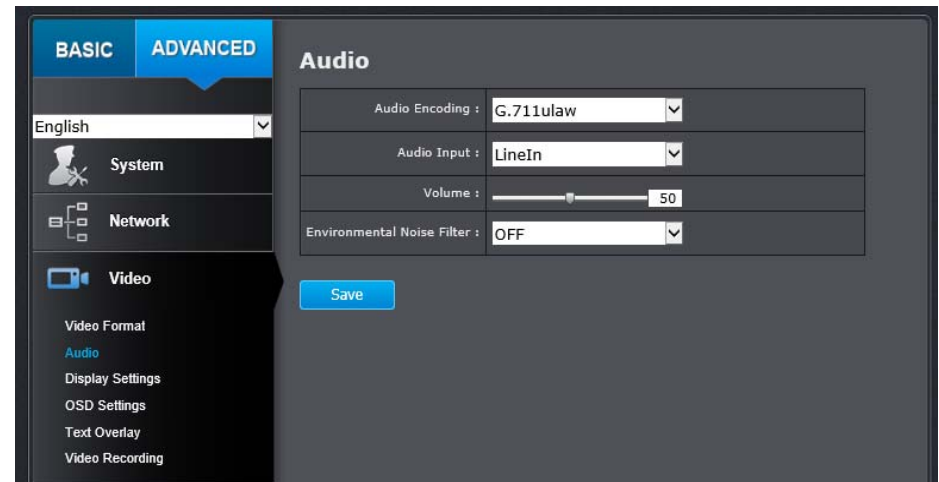 BASIC
ADVANCED
English
System
Network
Video
Video Format
Audio
Display Settings
OSD Settings
Text Overlay
Video Recording
Audio
Audio Encoding : G.711ulaw
Audio Input : LineIn
Volume : 50
Environmental Noise Filter : OFF
Save